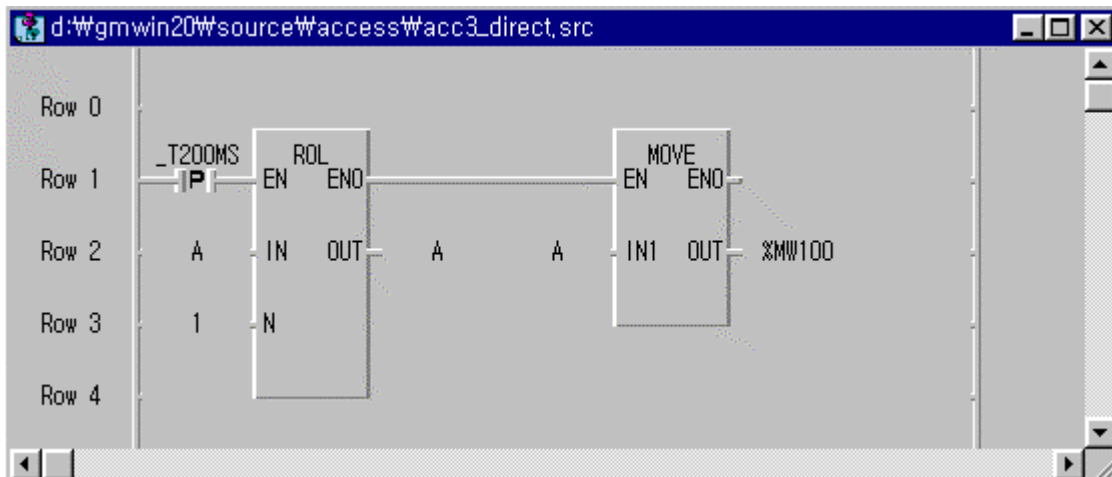 d:₩gmwin20₩source₩access₩acc3_direct,src
Row 0
_T200MS ROL MOVE
Row 1 P EN ENO EN ENO
Row 2 A IN OUT A A IN1 OUT %MW100
Row 3 1 N
Row 4